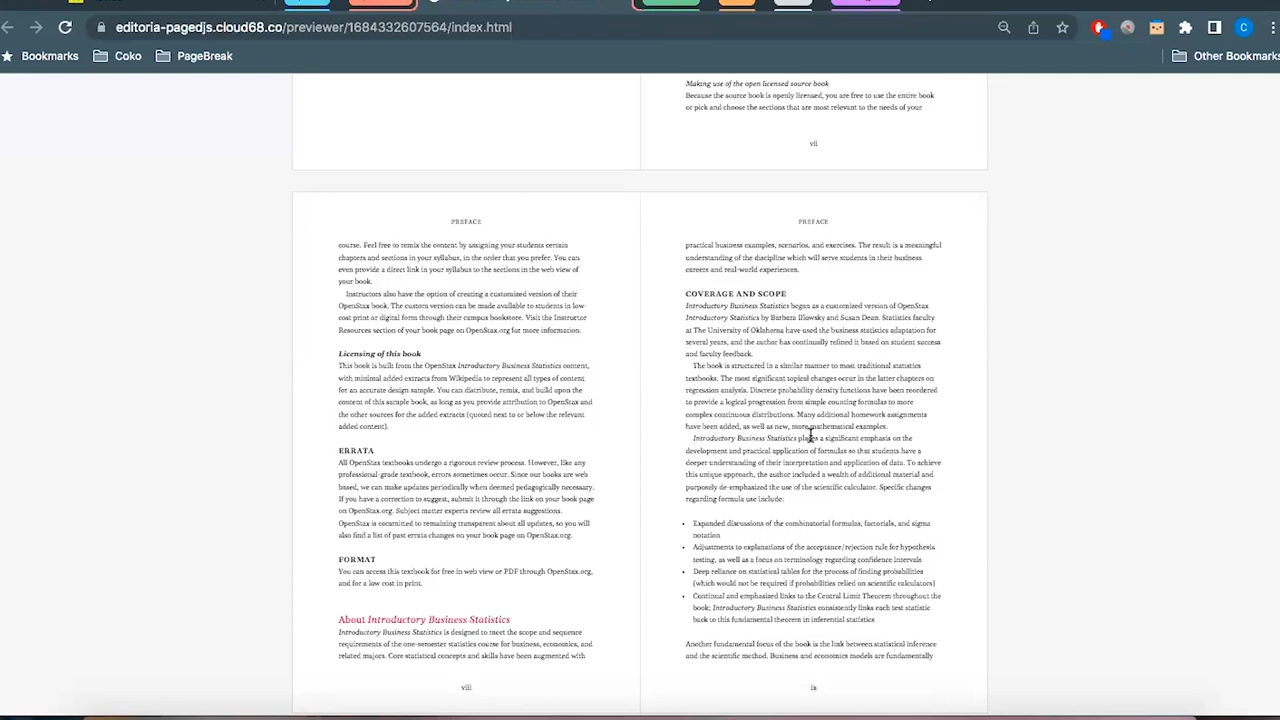 editoria-pagedjs.cloud68.co/previewer/1684332607564/index.html
C
Bookmarks
Coko
PageBreak
Other Bookmarks
Making use of the open licensed source book
Because the source book is openly licensed, you are free to use the entire book
or pick and choose the sections that are most relevant to the needs of your
vii
PREFACE
course. Feel free to remix the content by assigning your students certain
chapters and sections in your syllabus, in the order that you prefer. You can
even provide a direct link in your syllabus to the sections in the web view of
your book.
Instructors also have the option of creating a customized version of their
OpenStax book. The custom version can be made available to students in low-
cost print or digital form through their campus bookstore. Visit the Instructor
Resources section of your book page on OpenStax.org for more information.
Licensing of this book
This book is built from the OpenStax Introductory Business Statistics content,
with minimal added extracts from Wikipedia to represent all types of content
for an accurate design sample. You can distribute, remix, and build upon the
content of this sample book, as long as you provide attribution to OpenStax and
the other sources for the added extracts (quoted next to or below the relevant
added content).
ERRATA
All OpenStax textbooks undergo a rigorous review process. However, like any
professional-grade textbook, errors sometimes occur. Since our books are web
based, we can make updates periodically when deemed pedagogically necessary.
If you have a correction to suggest, submit it through the link on your book page
on OpenStax.org. Subject matter experts review all errata suggestions.
OpenStax is committed to remaining transparent about all updates, so you will
also find a list of past errata changes on your book page on OpenStax.org.
FORMAT
You can access this textbook for free in web view or PDF through OpenStax.org,
and for a low cost in print.
About Introductory Business Statistics
Introductory Business Statistics is designed to meet the scope and sequence
requirements of the one-semester statistics course for business, economics, and
related majors. Core statistical concepts and skills have been augmented with
viii
PREFACE
practical business examples, scenarios, and exercises. The result is a meaningful
understanding of the discipline which will serve students in their business
careers and real-world experiences.
COVERAGE AND SCOPE
Introductory Business Statistics began as a customized version of OpenStax
Introductory Statistics by Barbara Illowsky and Susan Dean. Statistics faculty
at The University of Oklahoma have used the business statistics adaptation for
several years, and the author has continually refined it based on student success
and faculty feedback.
The book is structured in a similar manner to most traditional statistics
textbooks. The most significant topical changes occur in the latter chapters on
regression analysis. Discrete probability density functions have been reordered
to provide a logical progression from simple counting formulas to more
complex continuous distributions. Many additional homework assignments
have been added, as well as new, more mathematical examples.
Introductory Business Statistics places a significant emphasis on the
development and practical application of formulas so that students have a
deeper understanding of their interpretation and application of data. To achieve
this unique approach, the author included a wealth of additional material and
purposely de-emphasized the use of the scientific calculator. Specific changes
regarding formula use include:
• Expanded discussions of the combinatorial formulas, factorials, and sigma
notation
• Adjustments to explanations of the acceptance/rejection rule for hypothesis
testing, as well as a focus on terminology regarding confidence intervals
• Deep reliance on statistical tables for the process of finding probabilities
(which would not be required if probabilities relied on scientific calculators)
• Continual and emphasized links to the Central Limit Theorem throughout the
book; Introductory Business Statistics consistently links each test statistic
back to this fundamental theorem in inferential statistics
Another fundamental focus of the book is the link between statistical inference
and the scientific method. Business and economics models are fundamentally
ix